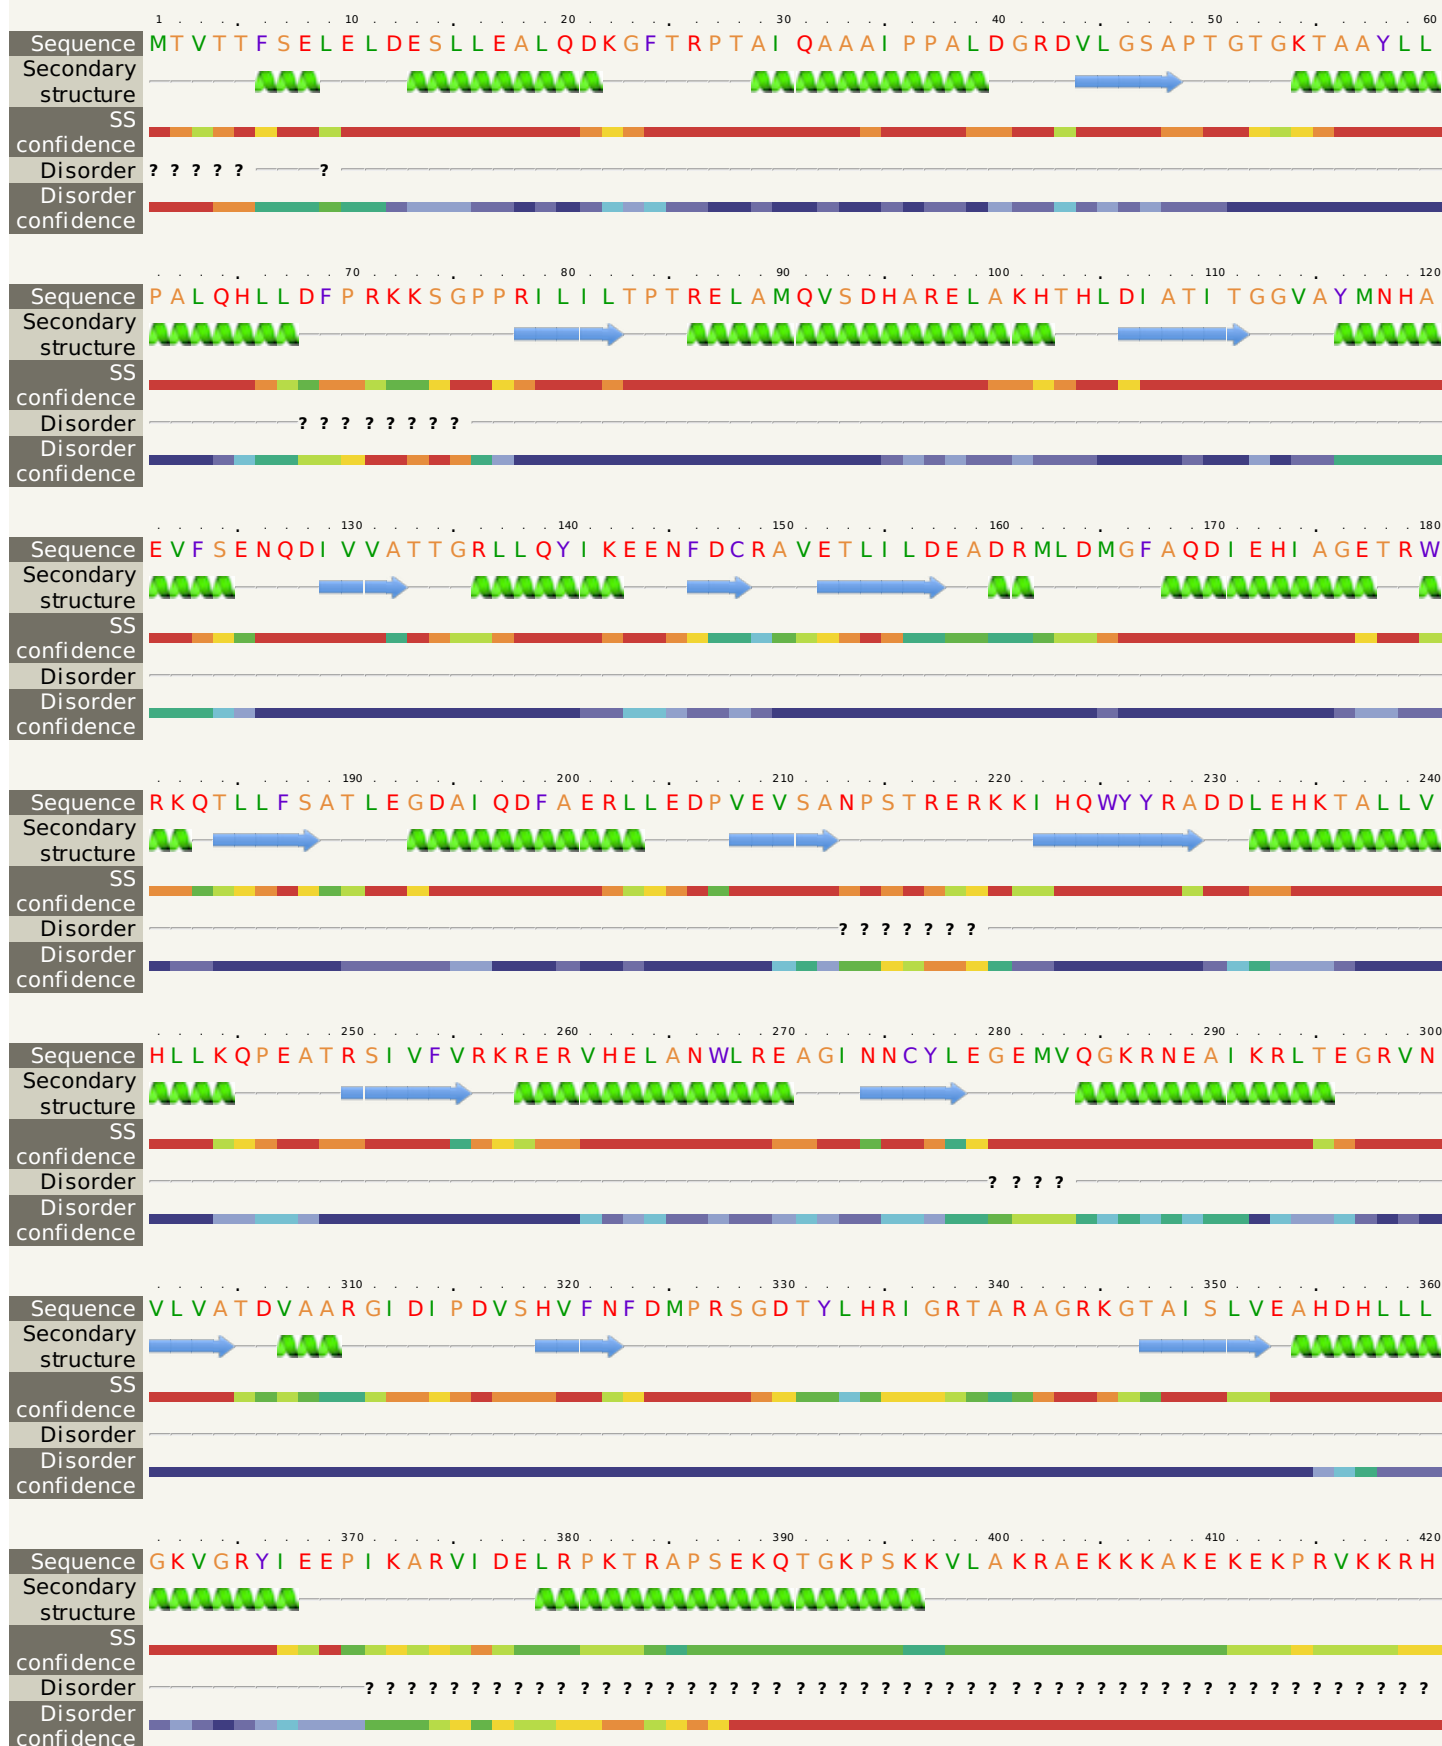 1 . . . . . . . . 10 . . . . . . . . . 20 . . . . . . . . . 30 . . . . . . . . . 40 . . . . . . . . . 50 . . . . . . . . . 60
Sequence MTVTTFSELELDESLLEALQDKGFTRPTAIQAAAIPPALDGRDVLGSAPTGTGKTAAYLL
Secondary
structure
SS
confidence
Disorder ? ? ? ? ? ?
Disorder
confidence
. . . . . . . . 70 . . . . . . . . . 80 . . . . . . . . . 90 . . . . . . . . . 100 . . . . . . . . . 110 . . . . . . . . . 120
Sequence PALQHLLDFPRKKSGPPRILILTPTRELAMQVSDHARELAKHTHLDIATITGGVAYMNHA
Secondary
structure
SS
confidence
Disorder ? ? ? ? ? ? ? ?
Disorder
confidence
. . . . . . . . 130 . . . . . . . . . 140 . . . . . . . . . 150 . . . . . . . . . 160 . . . . . . . . . 170 . . . . . . . . . 180
Sequence EVFSENQDIVVATTGRLLQYIKEENFDCRAVETLILDEADRMLDMGFAQDIEHIAGETRW
Secondary
structure
SS
confidence
Disorder
Disorder
confidence
. . . . . . . . 190 . . . . . . . . . 200 . . . . . . . . . 210 . . . . . . . . . 220 . . . . . . . . . 230 . . . . . . . . . 240
Sequence RKQTLLFSATLEGDAIQDFAERLLEDPVEVSANPSTRERKKIHQWYYRADDLEHKTALLV
Secondary
structure
SS
confidence
Disorder ? ? ? ? ? ? ?
Disorder
confidence
. . . . . . . . 250 . . . . . . . . . 260 . . . . . . . . . 270 . . . . . . . . . 280 . . . . . . . . . 290 . . . . . . . . . 300
Sequence HLLKQPEATRSIVFVRKRERVHELANWLREAGINNCYLEGEMVQGKRNEAIKRLTEGRVN
Secondary
structure
SS
confidence
Disorder ? ? ? ?
Disorder
confidence
. . . . . . . . 310 . . . . . . . . . 320 . . . . . . . . . 330 . . . . . . . . . 340 . . . . . . . . . 350 . . . . . . . . . 360
Sequence VLVATDVAARGIDIPDVSHVFNFDMPRSGDTYLHRIGRTARAGRKGTAISLVEAHDHLLL
Secondary
structure
SS
confidence
Disorder
Disorder
confidence
. . . . . . . . 370 . . . . . . . . . 380 . . . . . . . . . 390 . . . . . . . . . 400 . . . . . . . . . 410 . . . . . . . . . 420
Sequence GKVGRYIEEPIKARVIDELRPKTRAPSEKQTGKPSKKVLAKRAEKKKAKEKEKPRVKKRH
Secondary
structure
SS
confidence
Disorder ? ? ? ? ? ? ? ? ? ? ? ? ? ? ? ? ? ? ? ? ? ? ? ? ? ? ? ? ? ? ? ? ? ? ? ? ? ? ? ? ? ? ? ? ? ? ? ? ? ?
Disorder
confidence